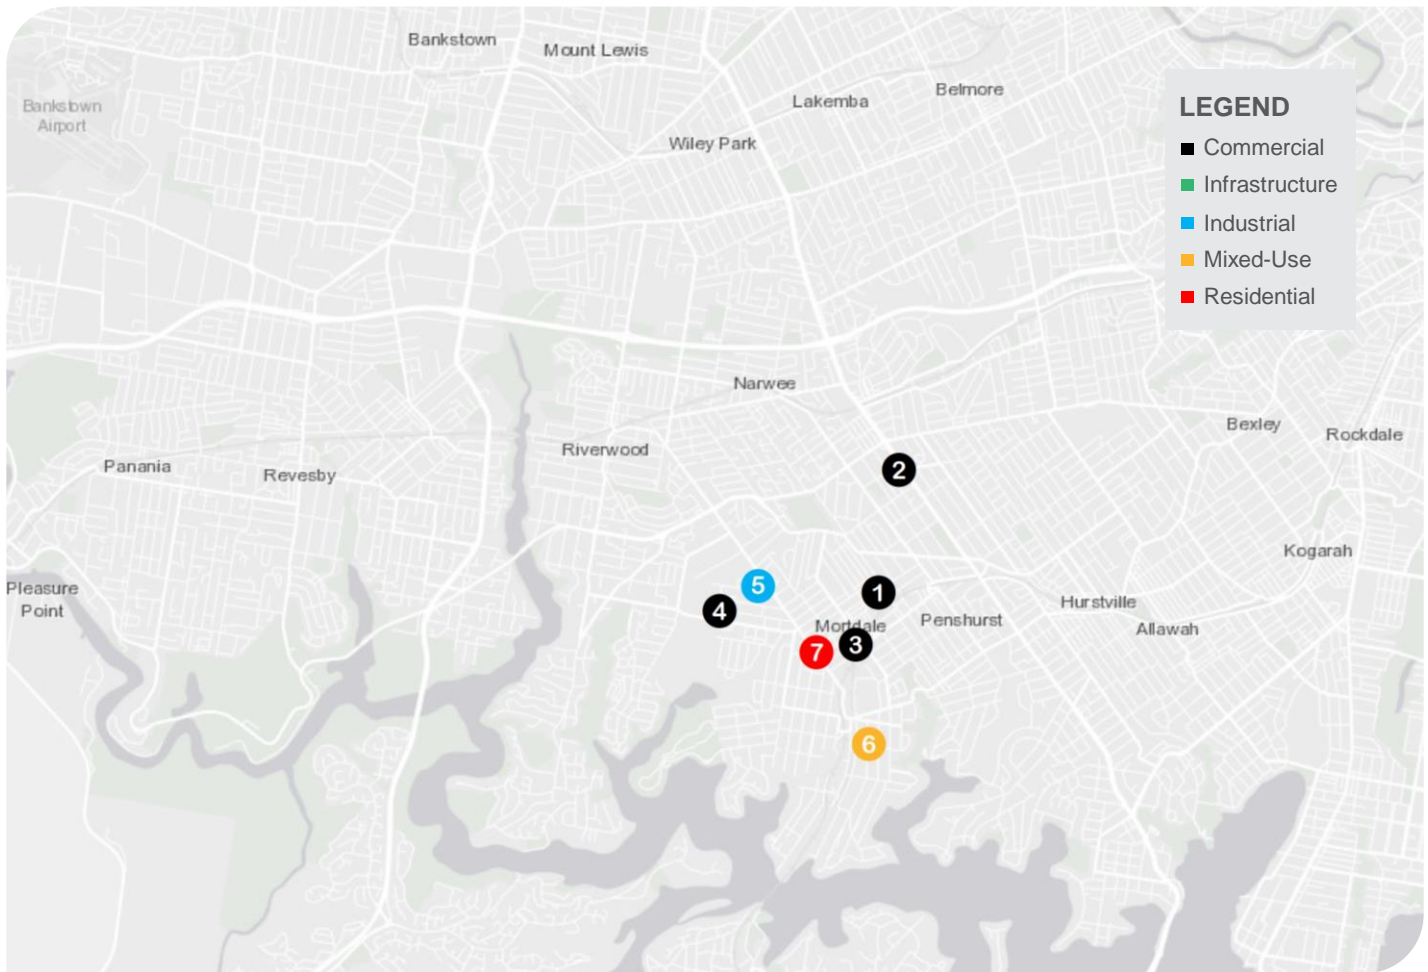 Bankstown
Mount Lewis
Belmore
Lakemba
Bankstown
Airport
Wiley Park
LEGEND
Commercial
Infrastructure
Industrial
Mixed-Use
Residential
Narwee
Bexley
Rockdale
Riverwood
Panania
Revesby
2
Kogarah
Pleasure
Point
5
1
4
Hurstville
Mortdale
Penshurst
Allawah
3
7
6